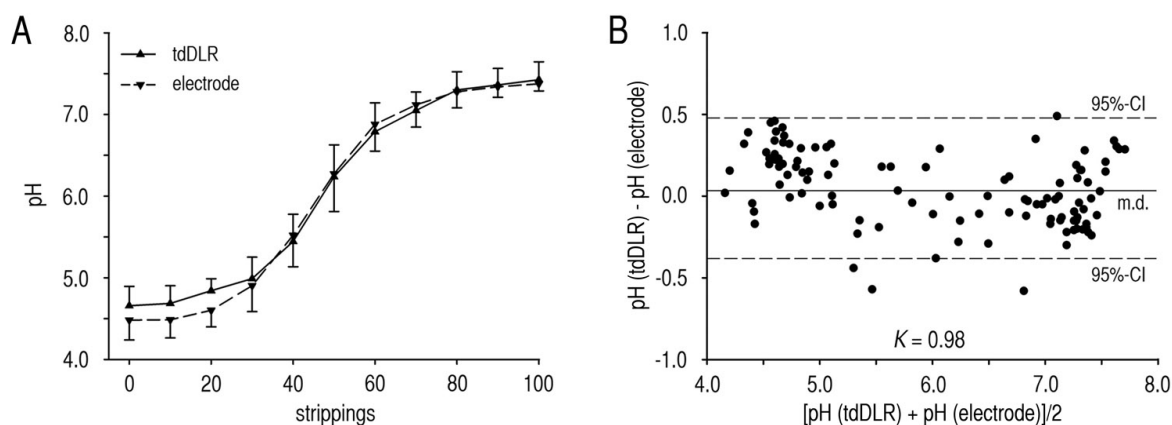 A
8.0
7.0
6.0
5.0
4.0
pH
tdDLR
electrode
0
20
40
60
80
100
strippings
B
1.0
0.5
0.0
-0.5
-1.0
pH (tdDLR) - pH (electrode)
95%-CI
m.d.
95%-CI
K = 0.98
4.0
5.0
6.0
7.0
8.0
[pH (tdDLR) + pH (electrode)]/2